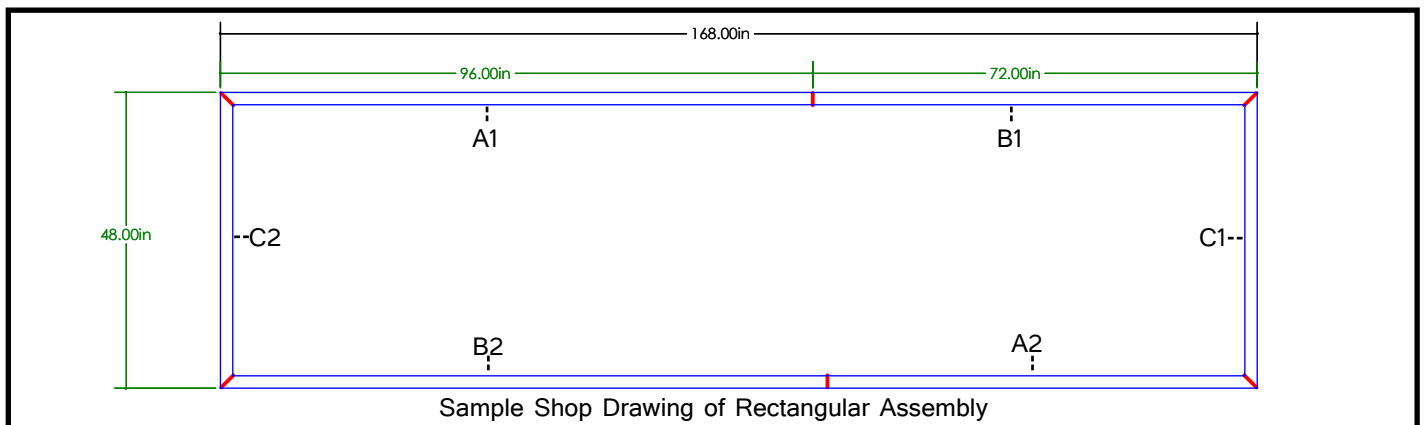 168.00in
96.00in 72.00in
A1 B1
48.00in C2 C1
B2 A2
Sample Shop Drawing of Rectangular Assembly